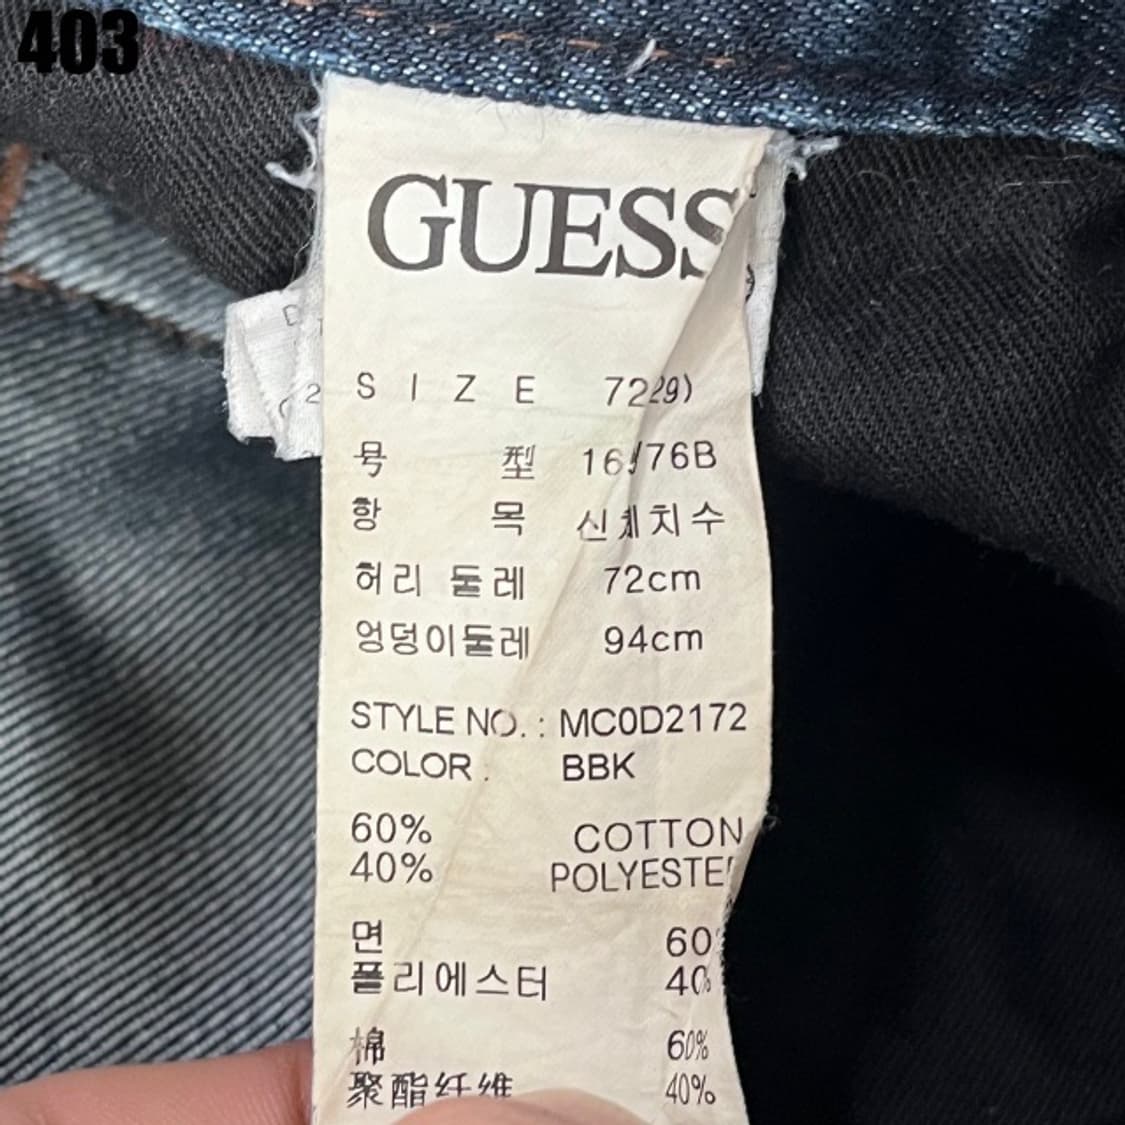 403
GUESS
SIZE 72(29)
号型 16/76B
항목 신체치수
허리 둘레 72cm
엉덩이둘레 94cm
STYLE NO. : MC0D2172
COLOR : BBK
60% COTTON
40% POLYESTER
면 60%
폴리에스터 40%
棉 60%
聚酯纤维 40%